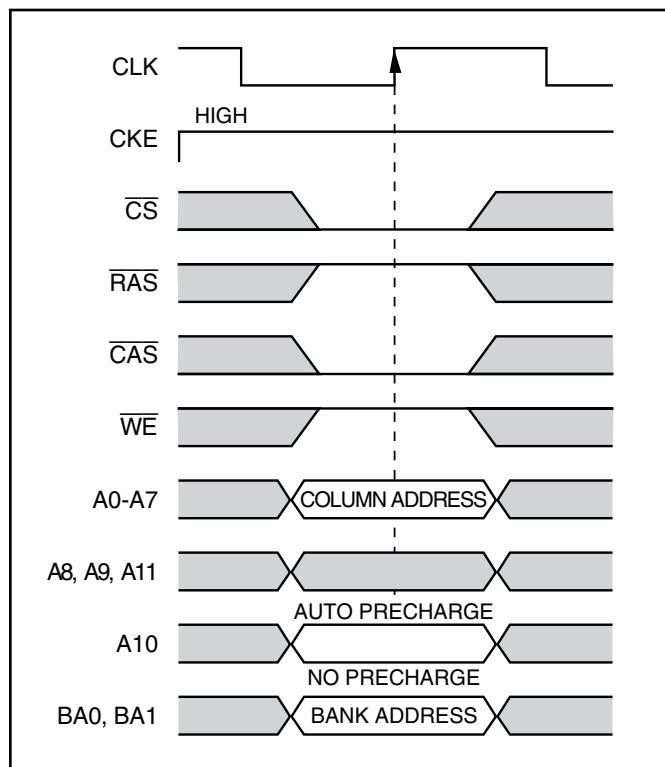 CLK
CKE HIGH
CS
RAS
CAS
WE
A0-A7 COLUMN ADDRESS
A8, A9, A11
AUTO PRECHARGE
A10
NO PRECHARGE
BA0, BA1 BANK ADDRESS